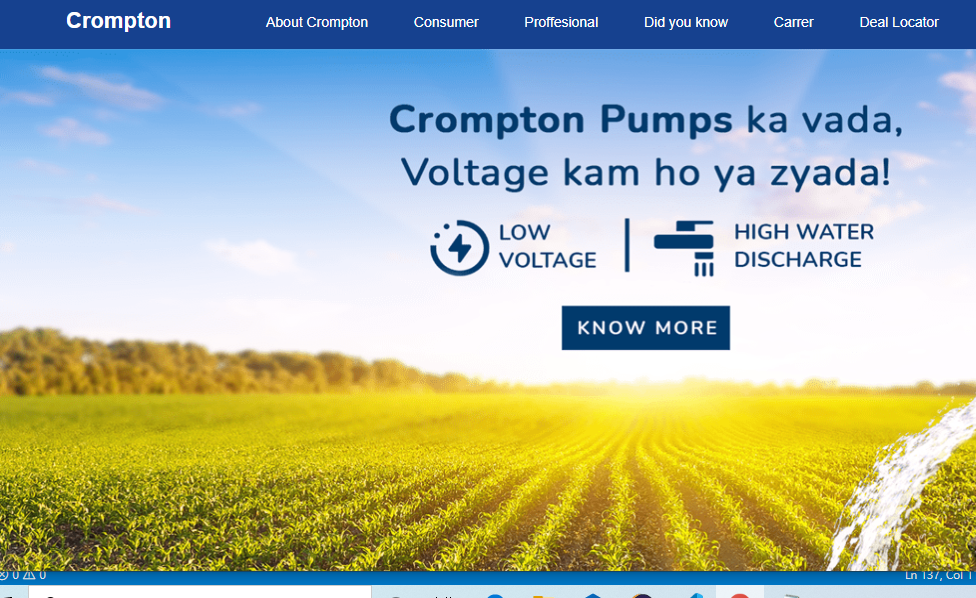 Crompton About Crompton Consumer Proffesional Did you know Carrer Deal Locator
Crompton Pumps ka vada,
Voltage kam ho ya zyada!
LOW
VOLTAGE
HIGH WATER
DISCHARGE
KNOW MORE
0 0 Ln 137, Col 1